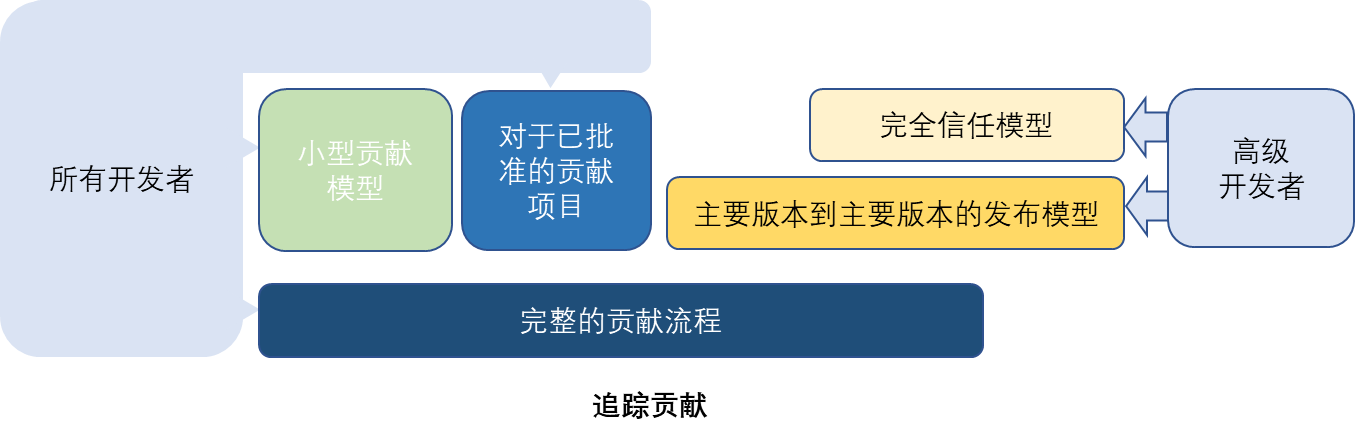 所有开发者
小型贡献
模型
对于已批
准的贡献
项目
完全信任模型
主要版本到主要版本的发布模型
高级
开发者
完整的贡献流程
追踪贡献